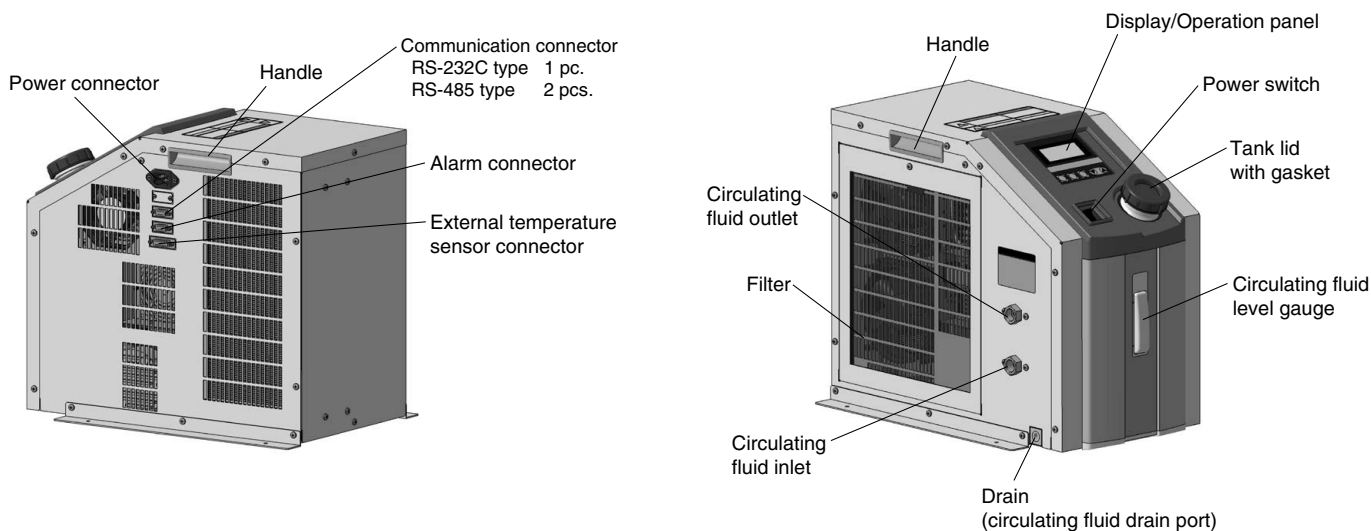 Power connector
Handle
Communication connector
RS-232C type 1 pc.
RS-485 type 2 pcs.
Alarm connector
External temperature
sensor connector
Display/Operation panel
Handle
Power switch
Tank lid
with gasket
Circulating
fluid outlet
Filter
Circulating fluid
level gauge
Circulating
fluid inlet
Drain
(circulating fluid drain port)